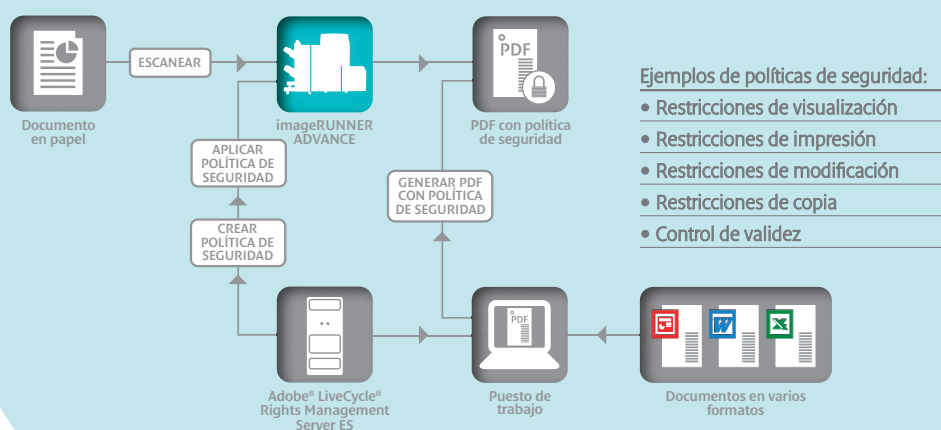 ESCANEAR
PDF
Documento
en papel
imageRUNNER
ADVANCE
PDF con política
de seguridad
APLICAR
POLÍTICA DE
SEGURIDAD
GENERAR PDF
CON POLÍTICA
DE SEGURIDAD
CREAR
POLÍTICA DE
SEGURIDAD
Ejemplos de políticas de seguridad:
• Restricciones de visualización
• Restricciones de impresión
• Restricciones de modificación
• Restricciones de copia
• Control de validez
PDF
W
X
Adobe® LiveCycle®
Rights Management
Server ES
Puesto de
trabajo
Documentos en varios
formatos